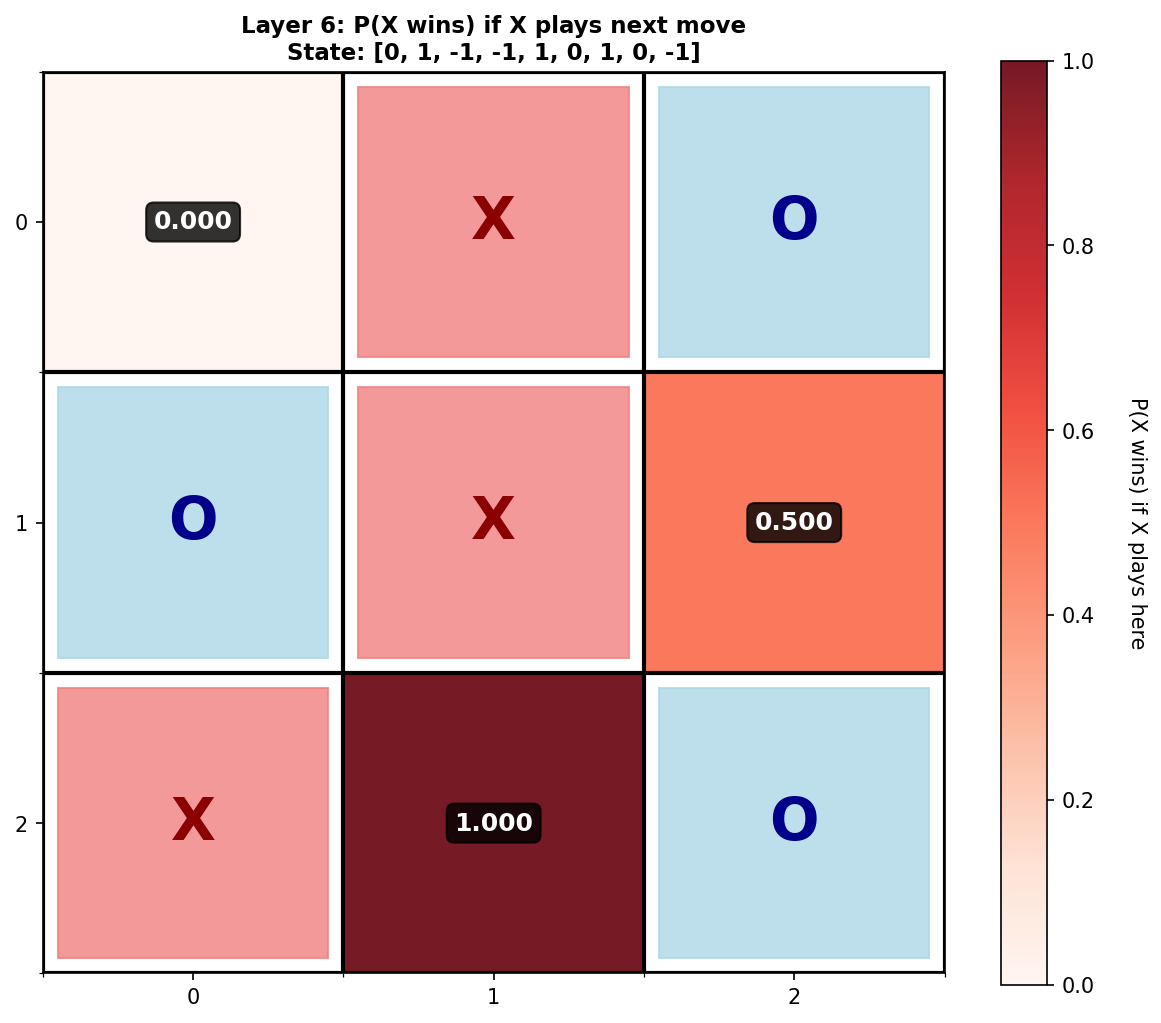 Layer 6: P(X wins) if X plays next move
State: [0, 1, -1, -1, 1, 0, 1, 0, -1]
0
0.000
X
O
1
O
X
0.500
2
X
1.000
O
0
1
2
1.0
0.8
0.6
0.4
0.2
0.0
P(X wins) if X plays here